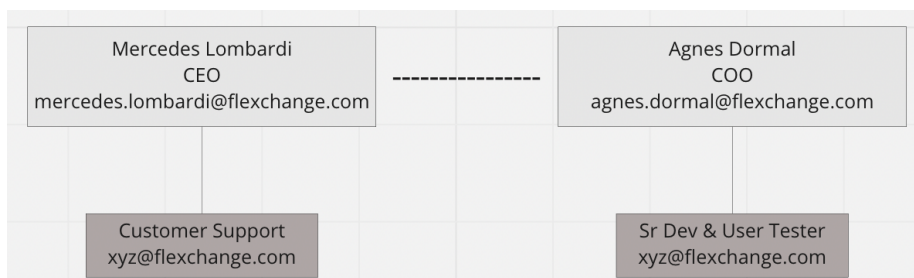 Mercedes Lombardi
CEO
mercedes.lombardi@flexchange.com
Agnes Dormal
COO
agnes.dormal@flexchange.com
Customer Support
xyz@flexchange.com
Sr Dev & User Tester
xyz@flexchange.com